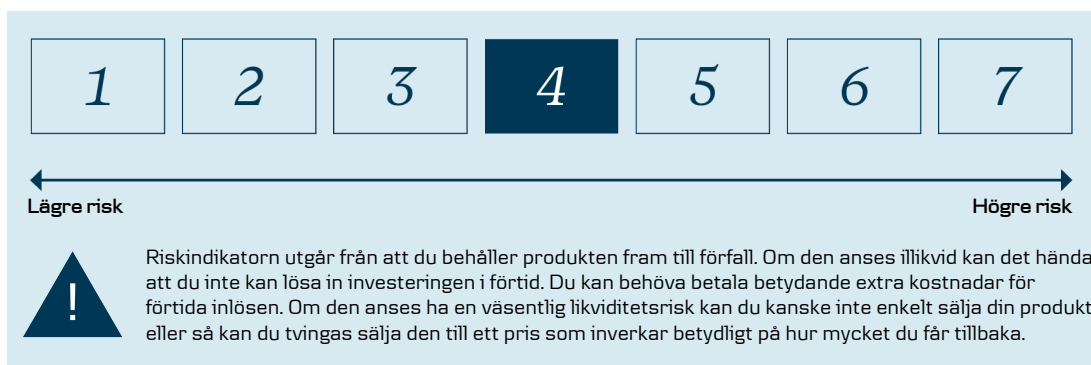 1 2 3 4 5 6 7
Lägre risk Högre risk
! Riskindikatorn utgår från att du behåller produkten fram till förfall. Om den anses illikvid kan det hända
att du inte kan lösa in investeringen i förtid. Du kan behöva betala betydande extra kostnadar för
förtida inlösen. Om den anses ha en väsentlig likviditetsrisk kan du kanske inte enkelt sälja din produkt
eller så kan du tvingas sälja den till ett pris som inverkar betydligt på hur mycket du får tillbaka.